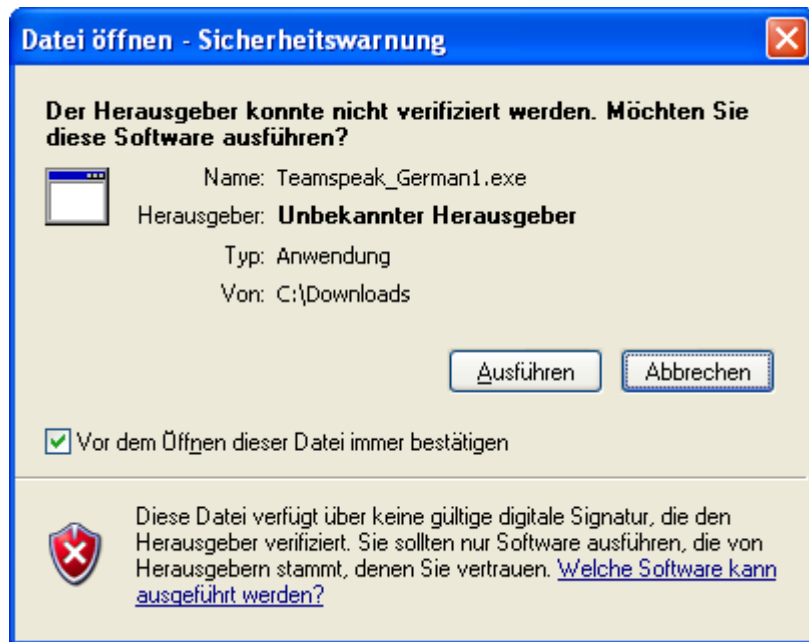 Datei öffnen - Sicherheitswarnung
Der Herausgeber konnte nicht verifiziert werden. Möchten Sie
diese Software ausführen?
Name: Teamspeak_German1.exe
Herausgeber: Unbekannter Herausgeber
Typ: Anwendung
Von: C:\Downloads
Ausführen Abbrechen
Vor dem Öffnen dieser Datei immer bestätigen
Diese Datei verfügt über keine gültige digitale Signatur, die den
Herausgeber verifiziert. Sie sollten nur Software ausführen, die von
Herausgebern stammt, denen Sie vertrauen. Welche Software kann
ausgeführt werden?